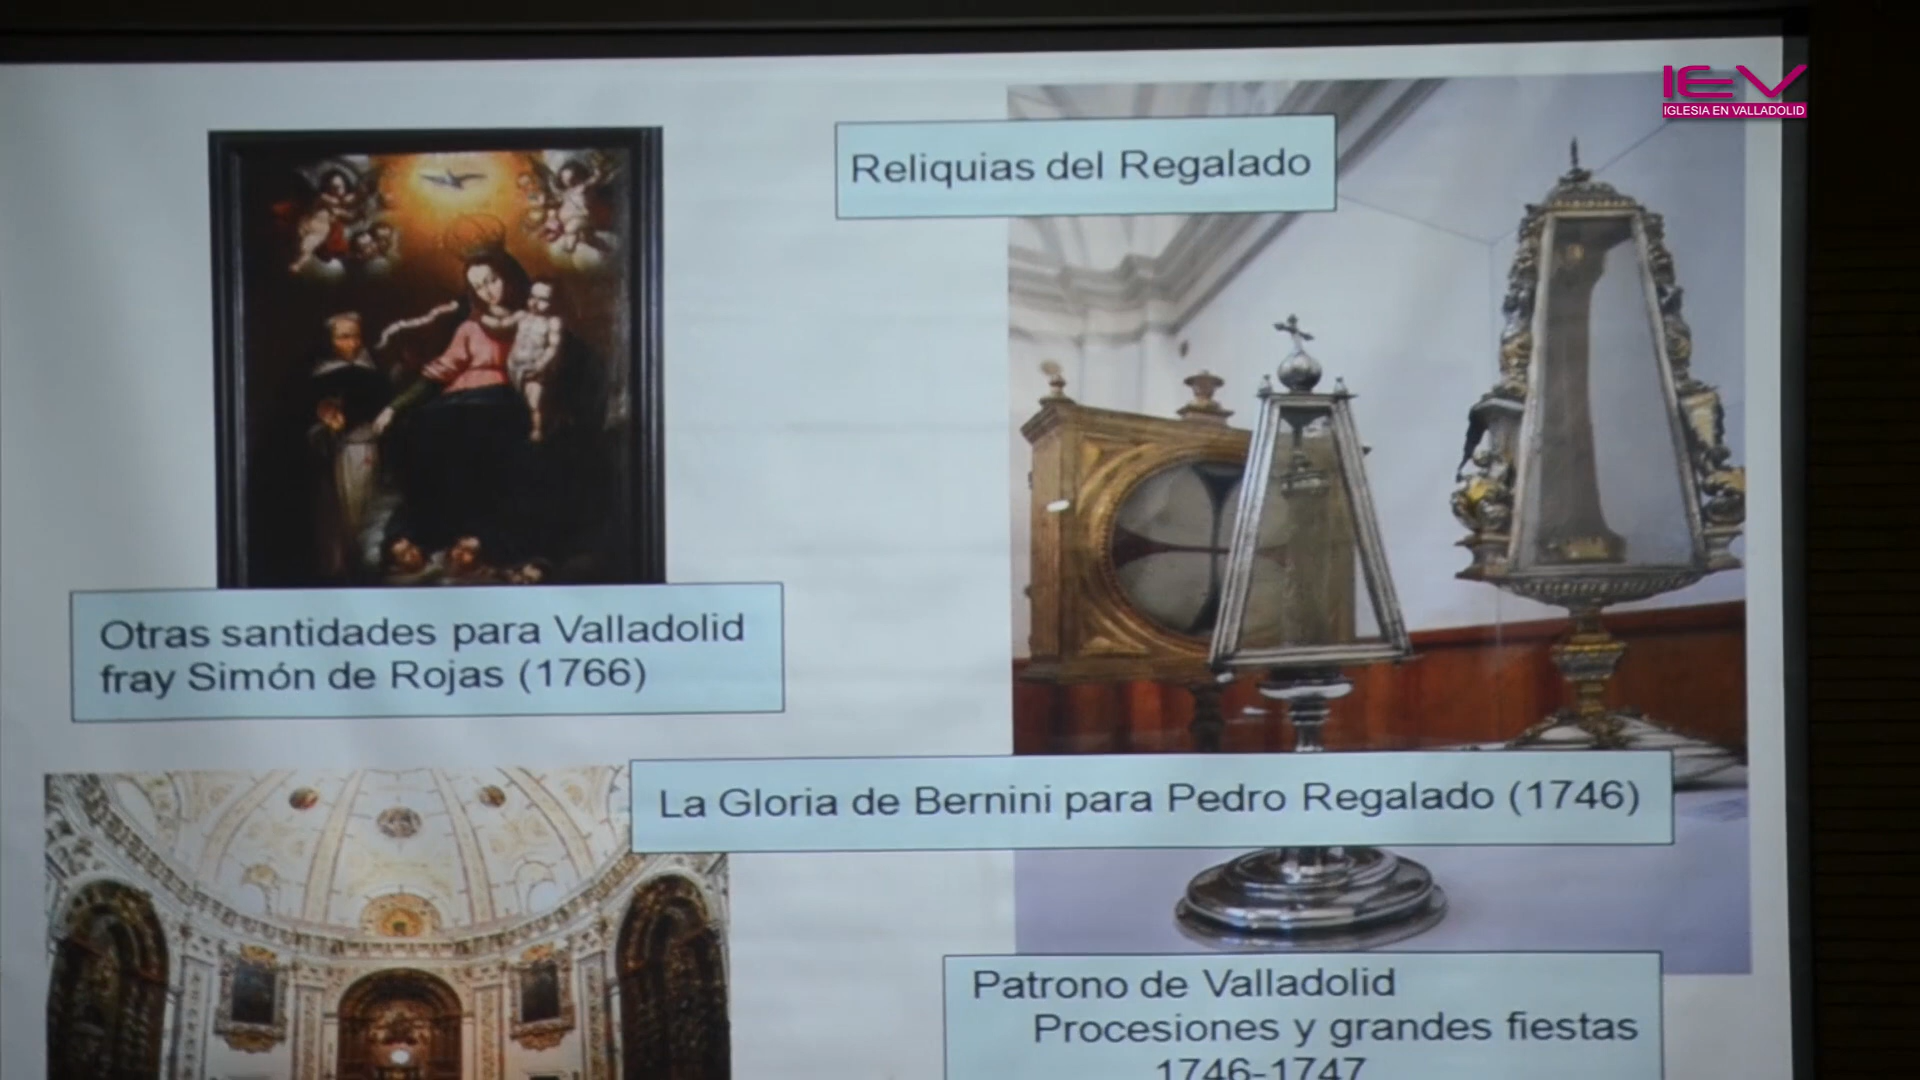 IEV
IGLESIA EN VALLADOLID
Reliquias del Regalado
Otras santidades para Valladolid
fray Simón de Rojas (1766)
La Gloria de Bernini para Pedro Regalado (1746)
Patrono de Valladolid
Procesiones y grandes fiestas
1746-1747